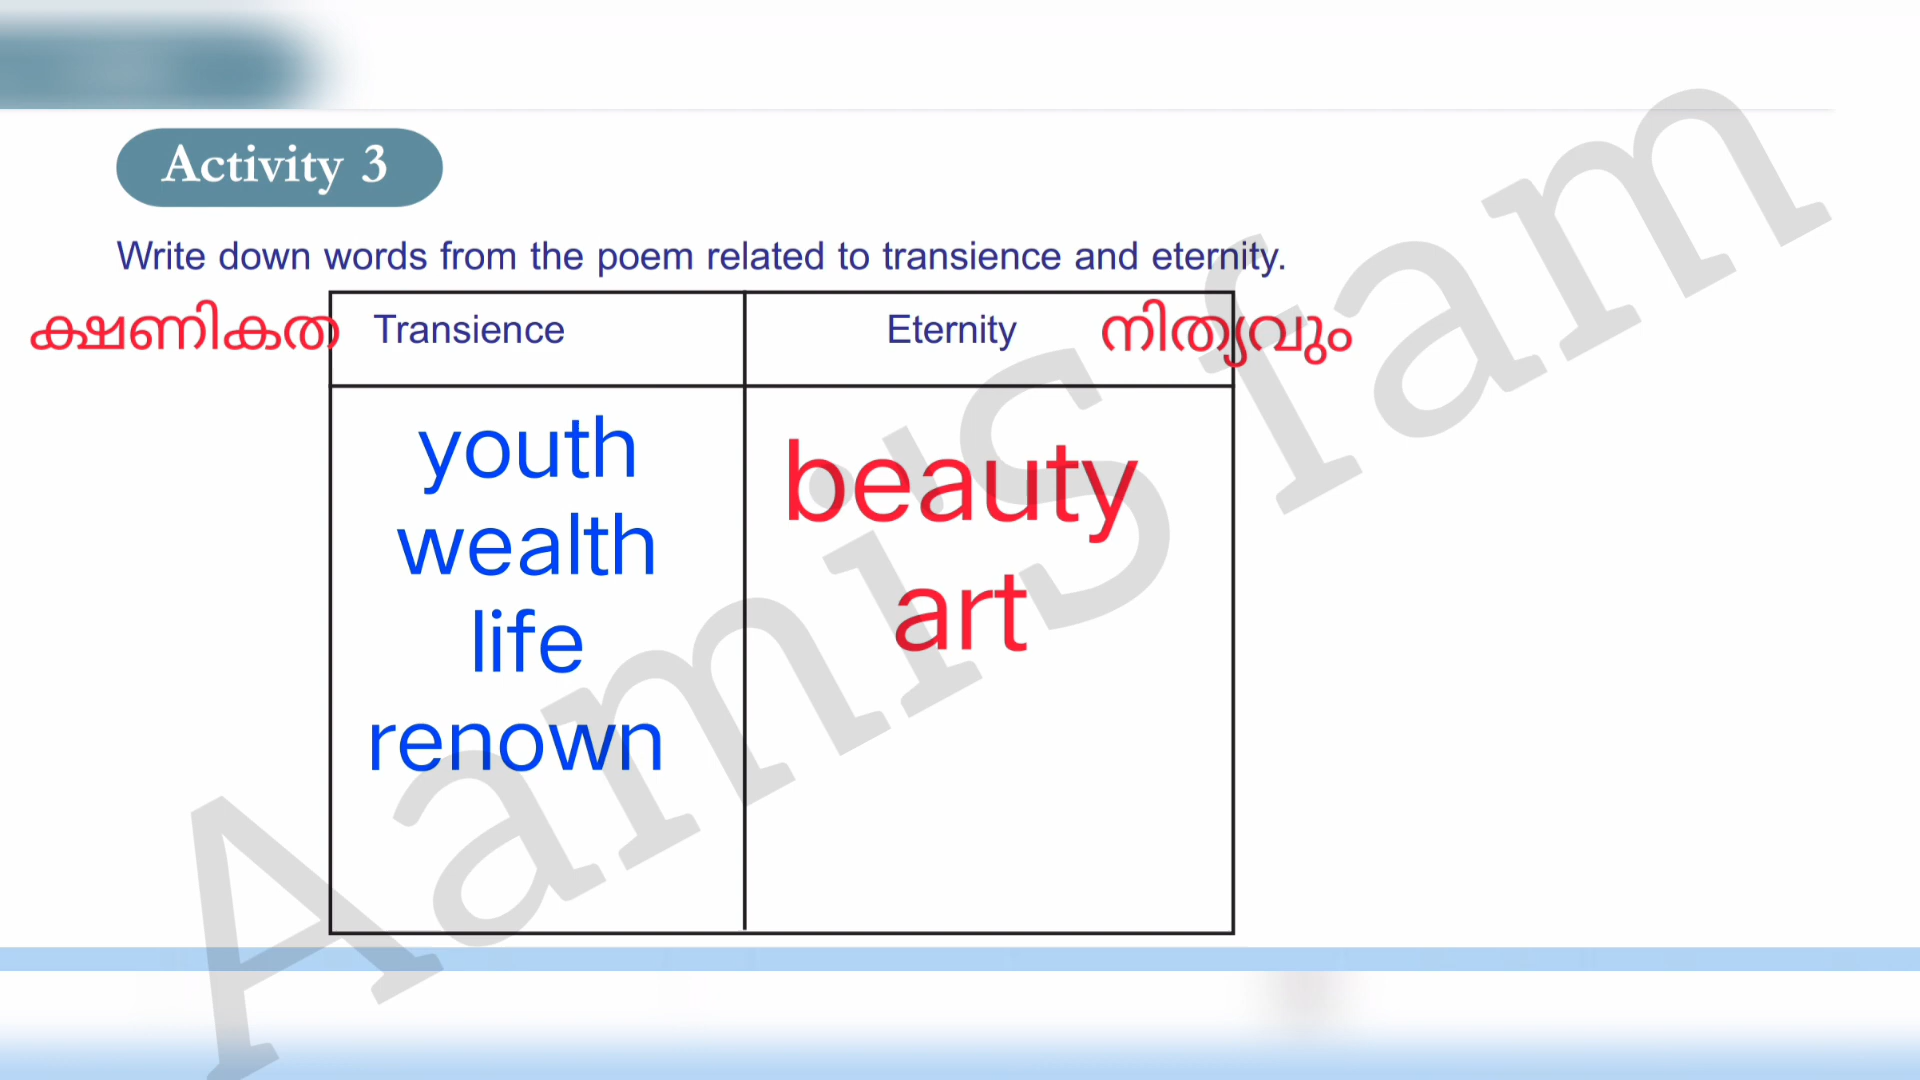 Activity 3
Write down words from the poem related to transience and eternity.
ക്ഷണികത Transience Eternity നിത്യവും
youth beauty
wealth
life art
renown
Aami's fam